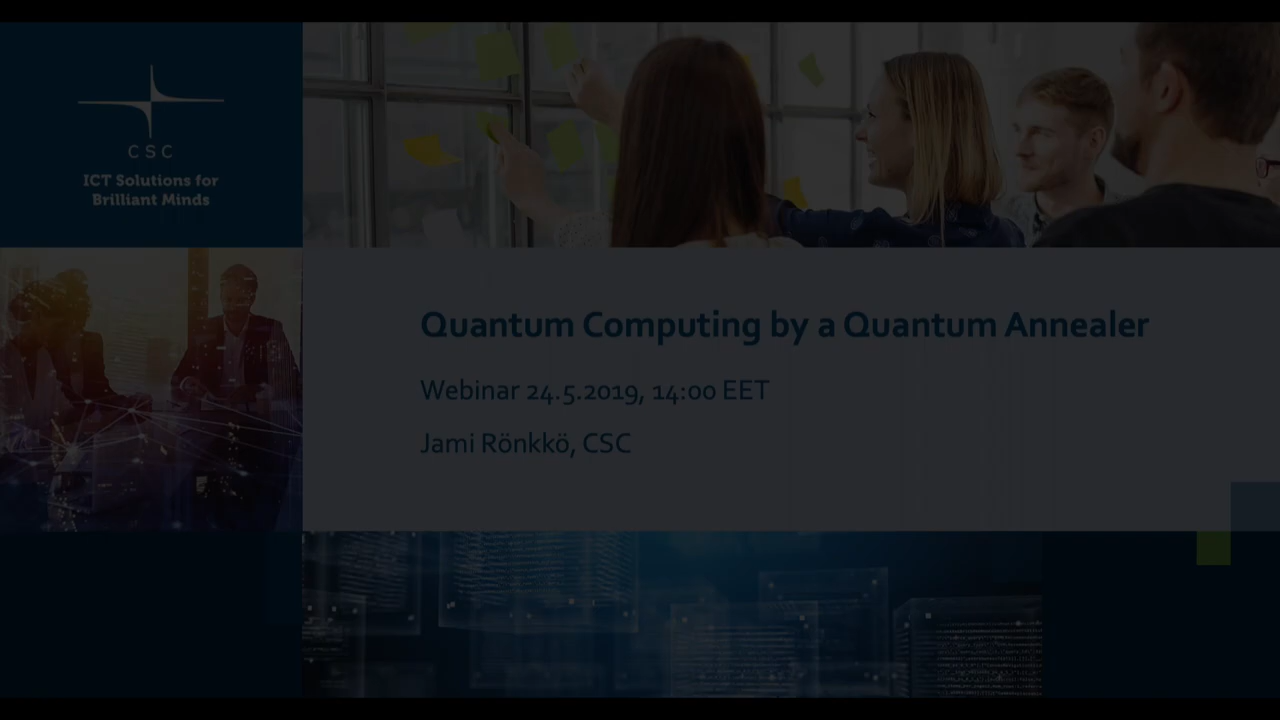 CSC
ICT Solutions for
Brilliant Minds
Quantum Computing by a Quantum Annealer
Webinar 24.5.2019, 14:00 EET
Jami Rönkkö, CSC